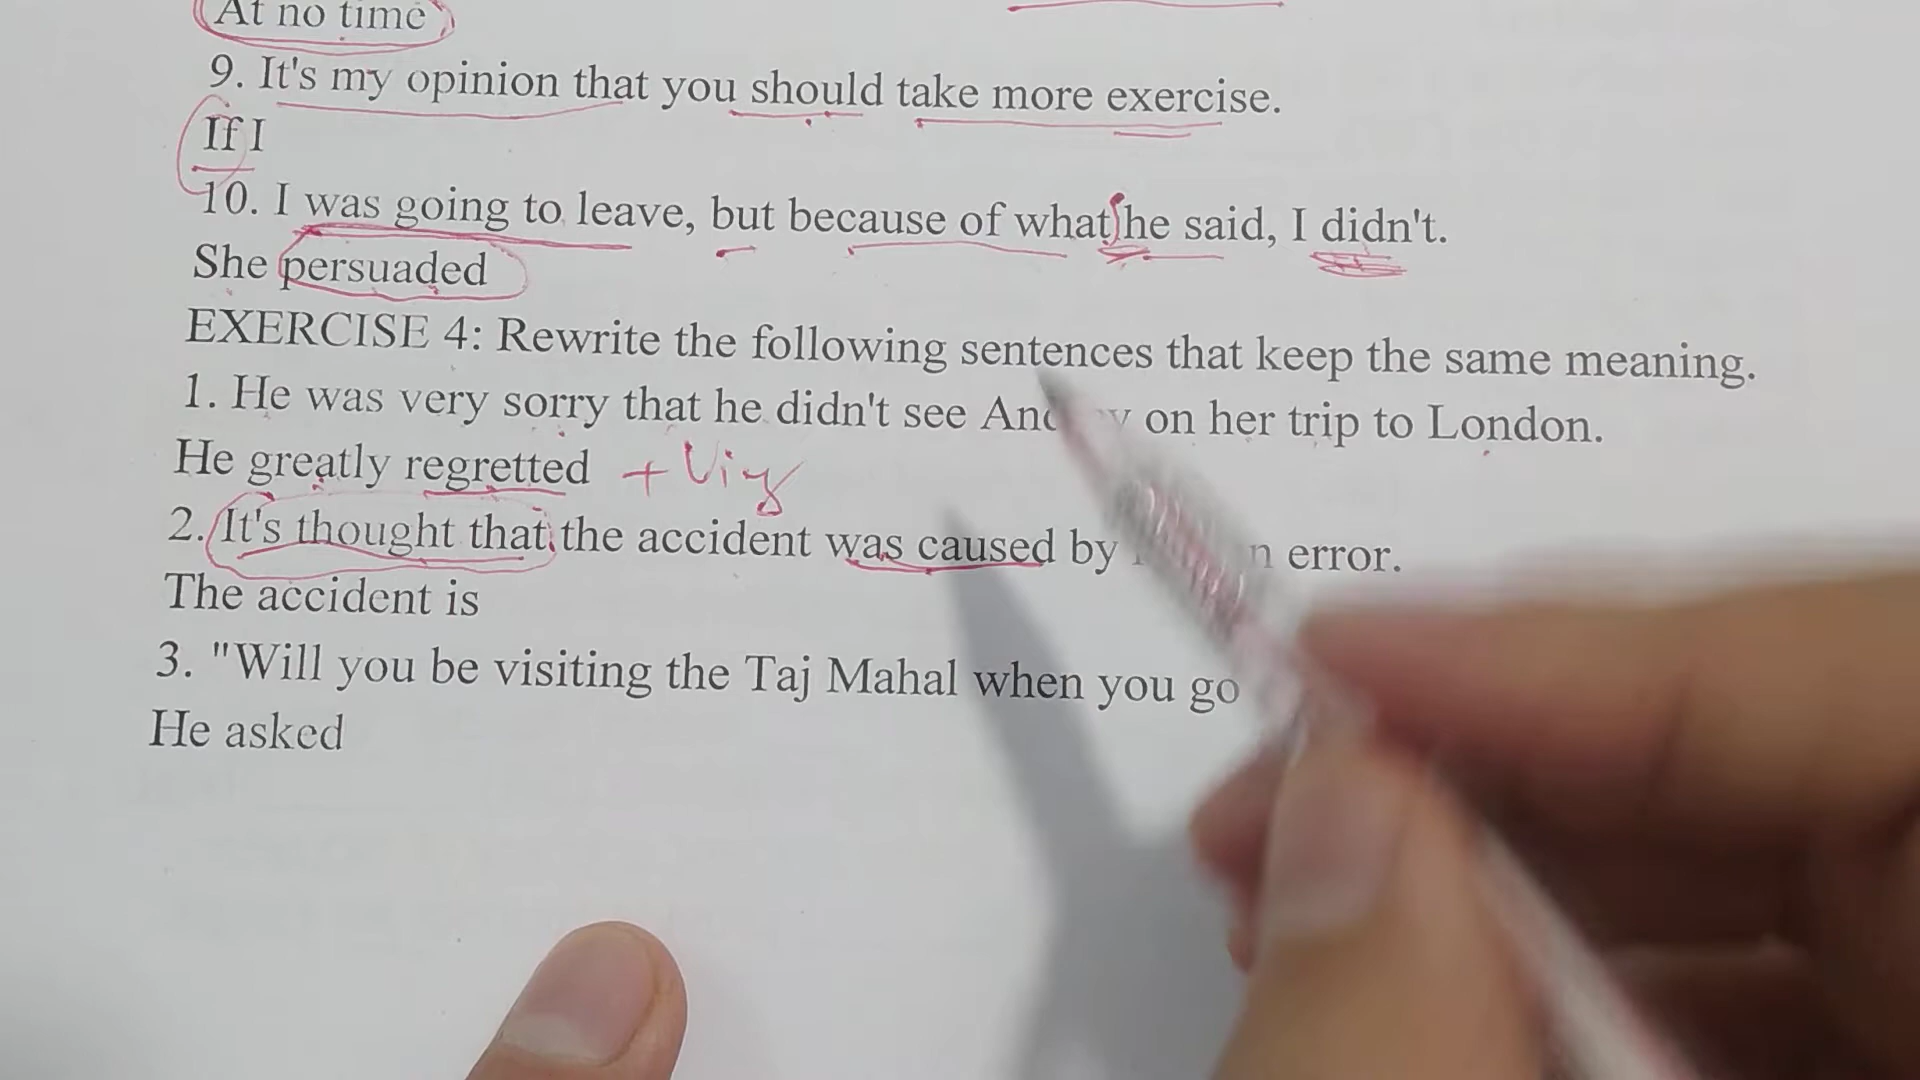 At no time
9. It's my opinion that you should take more exercise.
If I
10. I was going to leave, but because of what he said, I didn't.
She persuaded
EXERCISE 4: Rewrite the following sentences that keep the same meaning.
1. He was very sorry that he didn't see on her trip to London.
He greatly regretted + Ving
2. It's thought that the accident was caused by error.
The accident is
3. "Will you be visiting the Taj Mahal when you go
He asked